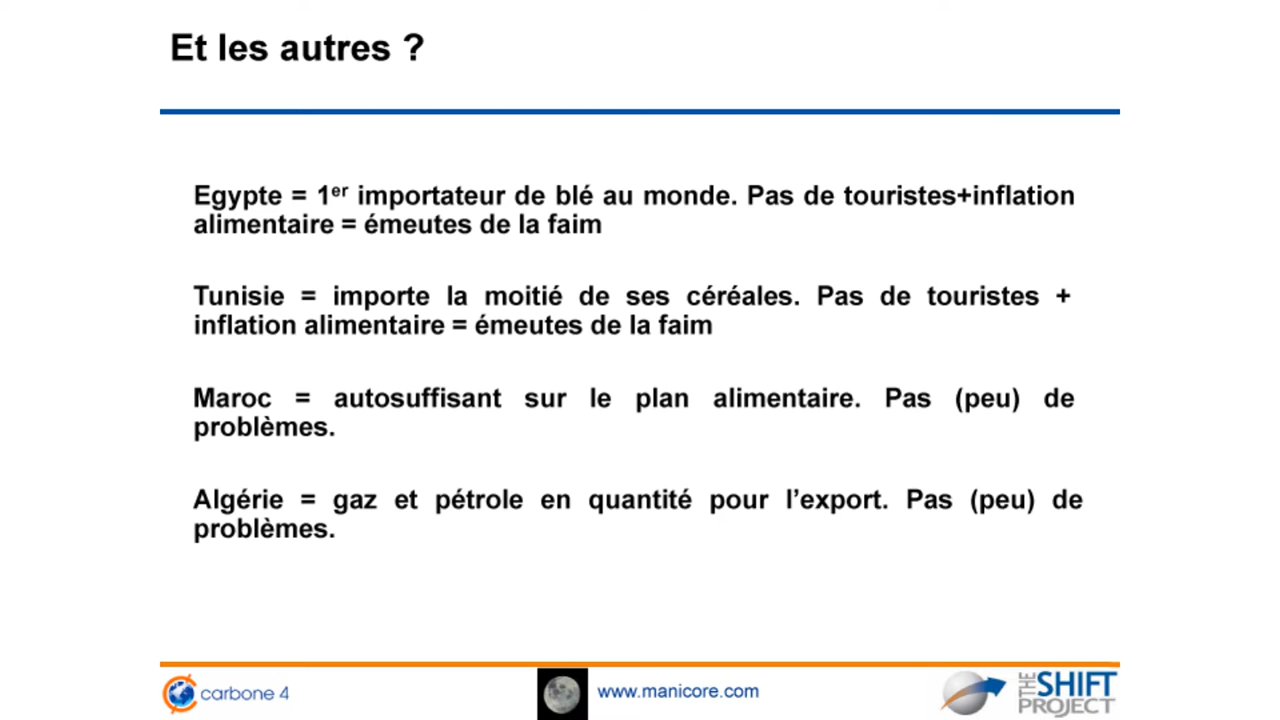 Et les autres ?
Egypte = 1er importateur de blé au monde. Pas de touristes+inflation
alimentaire = émeutes de la faim
Tunisie = importe la moitié de ses céréales. Pas de touristes +
inflation alimentaire = émeutes de la faim
Maroc = autosuffisant sur le plan alimentaire. Pas (peu) de
problèmes.
Algérie = gaz et pétrole en quantité pour l’export. Pas (peu) de
problèmes.
carbone 4
www.manicore.com
THE SHIFT
PROJECT